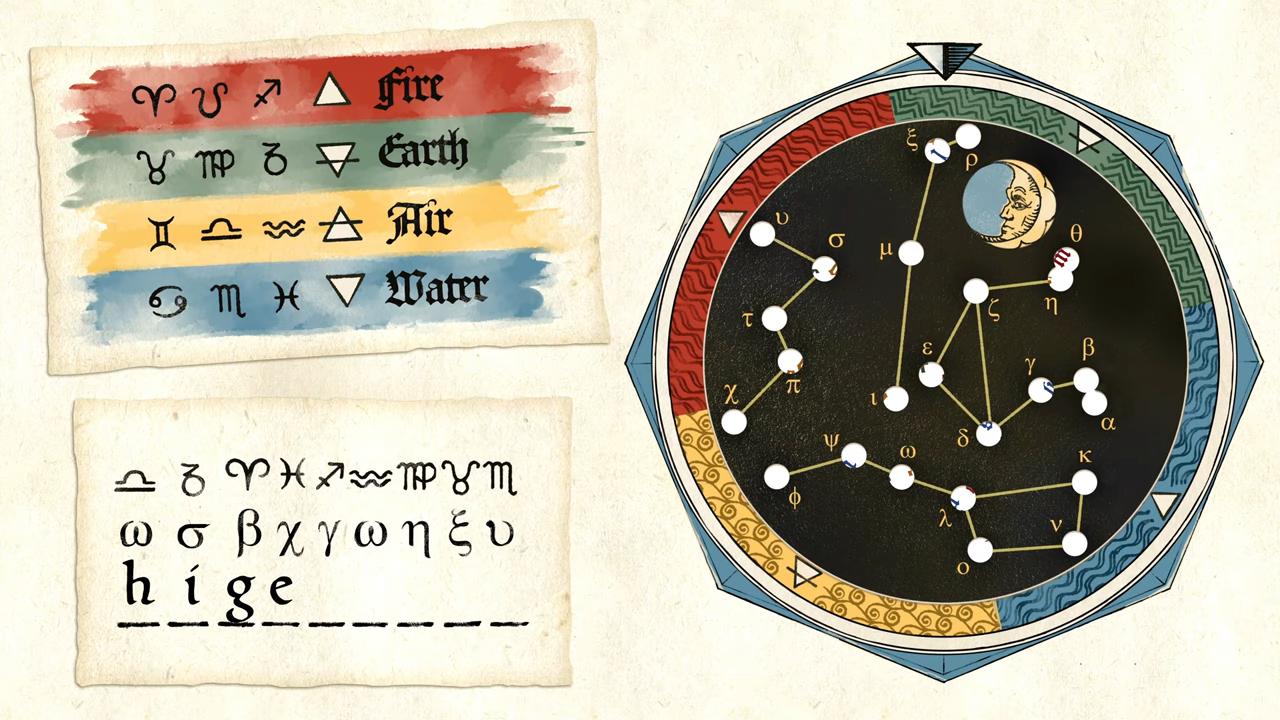 ♈ ♌ ♐ 🜂 Fire
♉ ♍ ♑ 🜃 Earth
♊ ♎ ♒ 🜁 Air
♋ ♏ ♓ 🜄 Water
♎ ♑ ♈ ♓ ♐ ♒ ♍ ♉ ♏
ω σ β χ γ ω η ξ υ
h i g e
ξ ρ
υ σ θ
μ
ζ η
τ
ε γ β
π
χ ι α
ψ ω δ
κ
φ
λ ν
ο